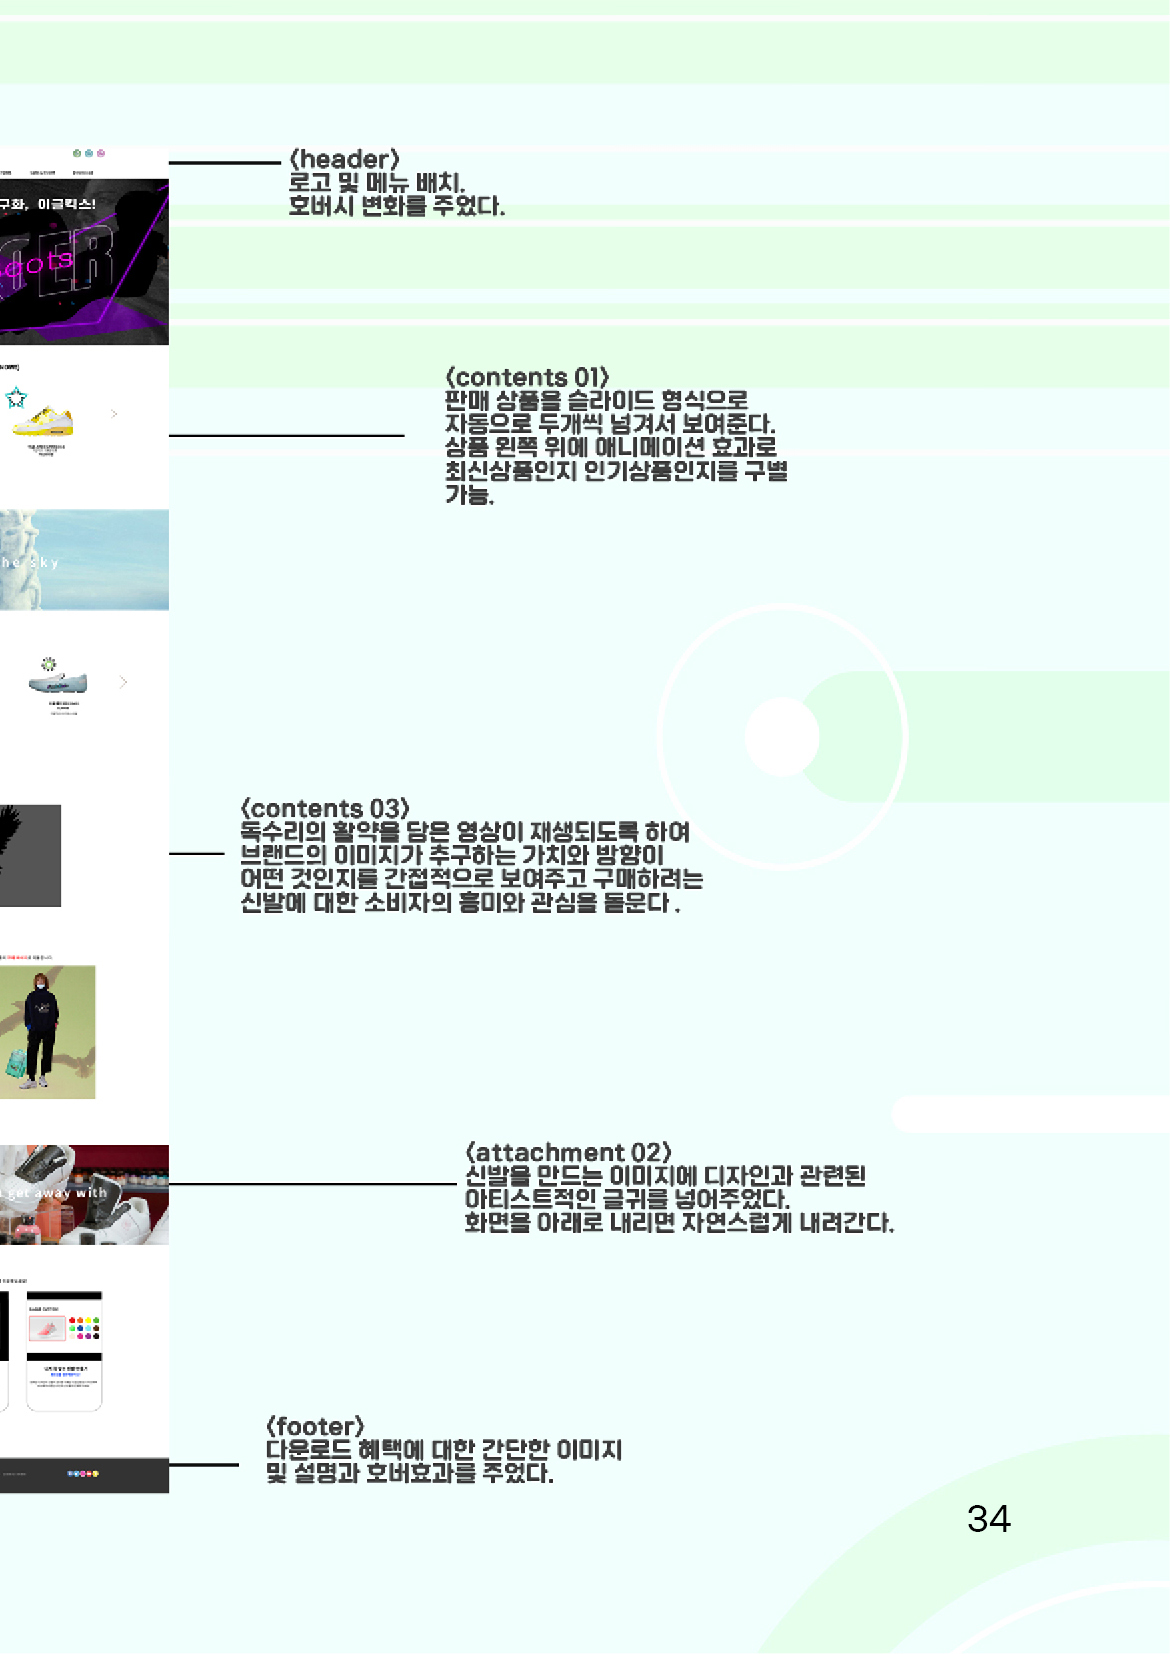 <header>
로고 및 메뉴 배치.
호버시 변화를 주었다.
구화, 이글킥스!
<contents 01>
판매 상품을 슬라이드 형식으로
자동으로 두개씩 넘겨서 보여준다.
상품 왼쪽 위에 애니메이션 효과로
최신상품인지 인기상품인지를 구별
가능.
he sky
<contents 03>
독수리의 활약을 담은 영상이 재생되도록 하여
브랜드의 이미지가 추구하는 가치와 방향이
어떤 것인지를 간접적으로 보여주고 구매하려는
신발에 대한 소비자의 흥미와 관심을 돋운다 .
<attachment 02>
신발을 만드는 이미지에 디자인과 관련된
아티스트적인 글귀를 넣어주었다.
화면을 아래로 내리면 자연스럽게 내려간다.
get away with
<footer>
다운로드 혜택에 대한 간단한 이미지
및 설명과 호버효과를 주었다.
34